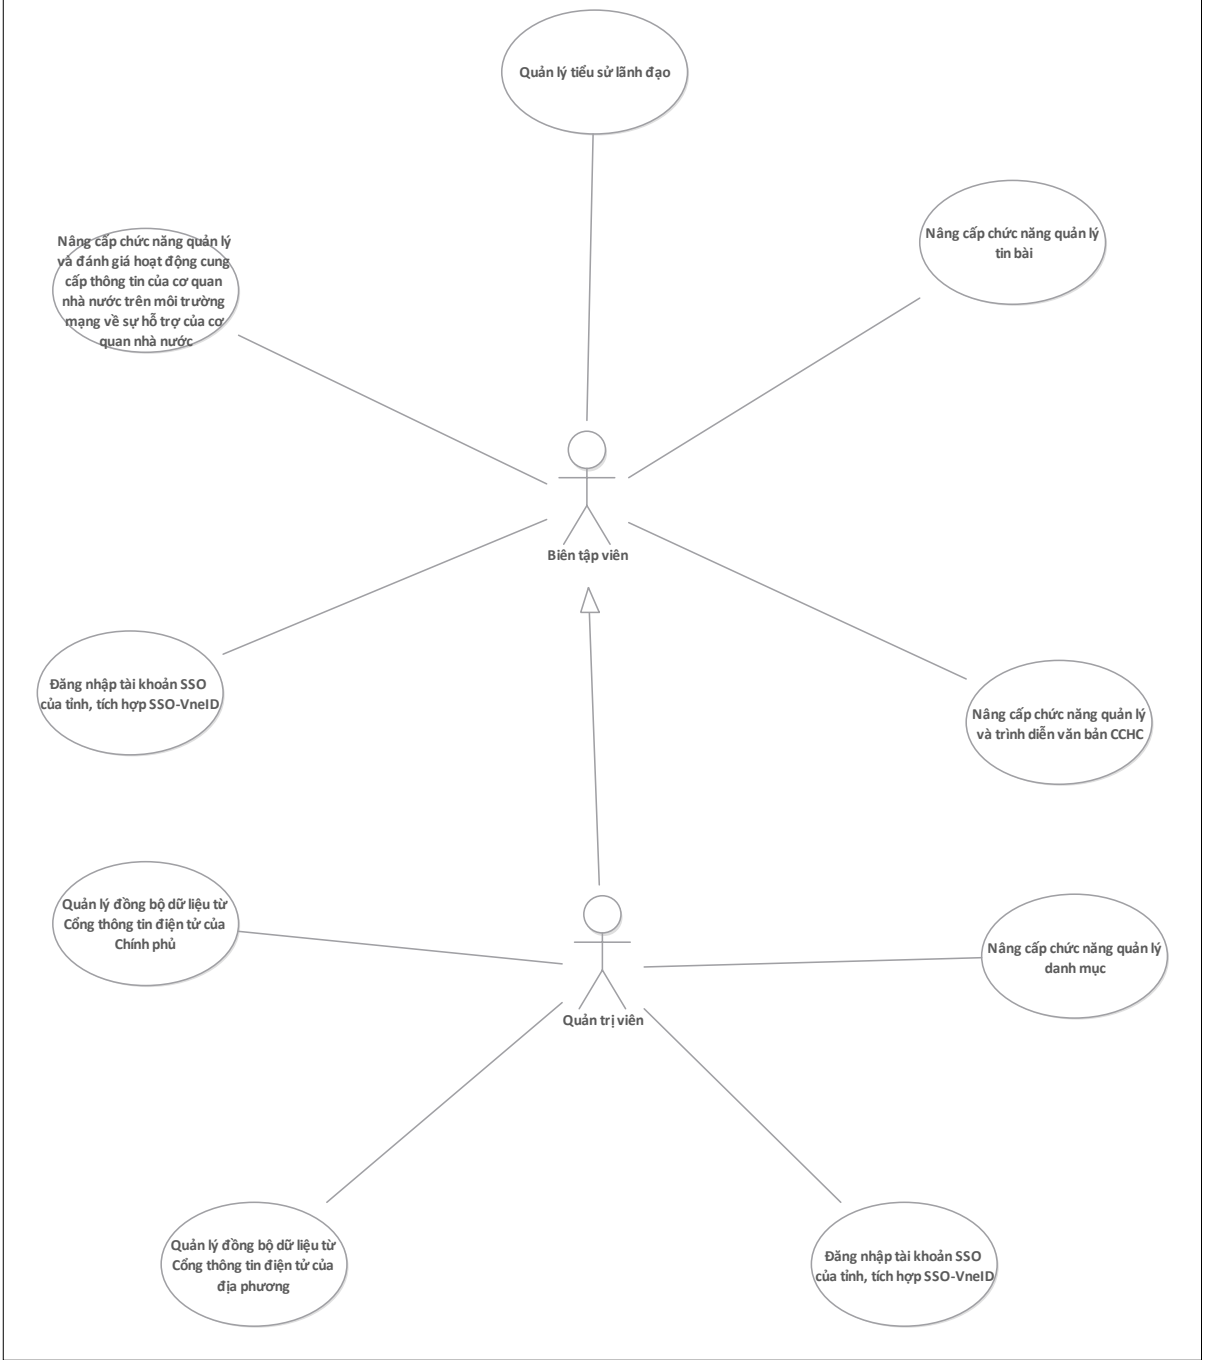 Quản lý tiểu sử lãnh đạo
Nâng cấp chức năng quản lý
tin bài
Nâng cấp chức năng quản lý
và đánh giá hoạt động cung
cấp thông tin của cơ quan
nhà nước trên môi trường
mạng về sự hỗ trợ của cơ
quan nhà nước
Biên tập viên
Đăng nhập tài khoản SSO
của tỉnh, tích hợp SSO-VneID
Nâng cấp chức năng quản lý
và trình diễn văn bản CCHC
Quản lý đồng bộ dữ liệu từ
Cổng thông tin điện tử của
Chính phủ
Nâng cấp chức năng quản lý
danh mục
Quản trị viên
Quản lý đồng bộ dữ liệu từ
Cổng thông tin điện tử của
địa phương
Đăng nhập tài khoản SSO
của tỉnh, tích hợp SSO-VneID